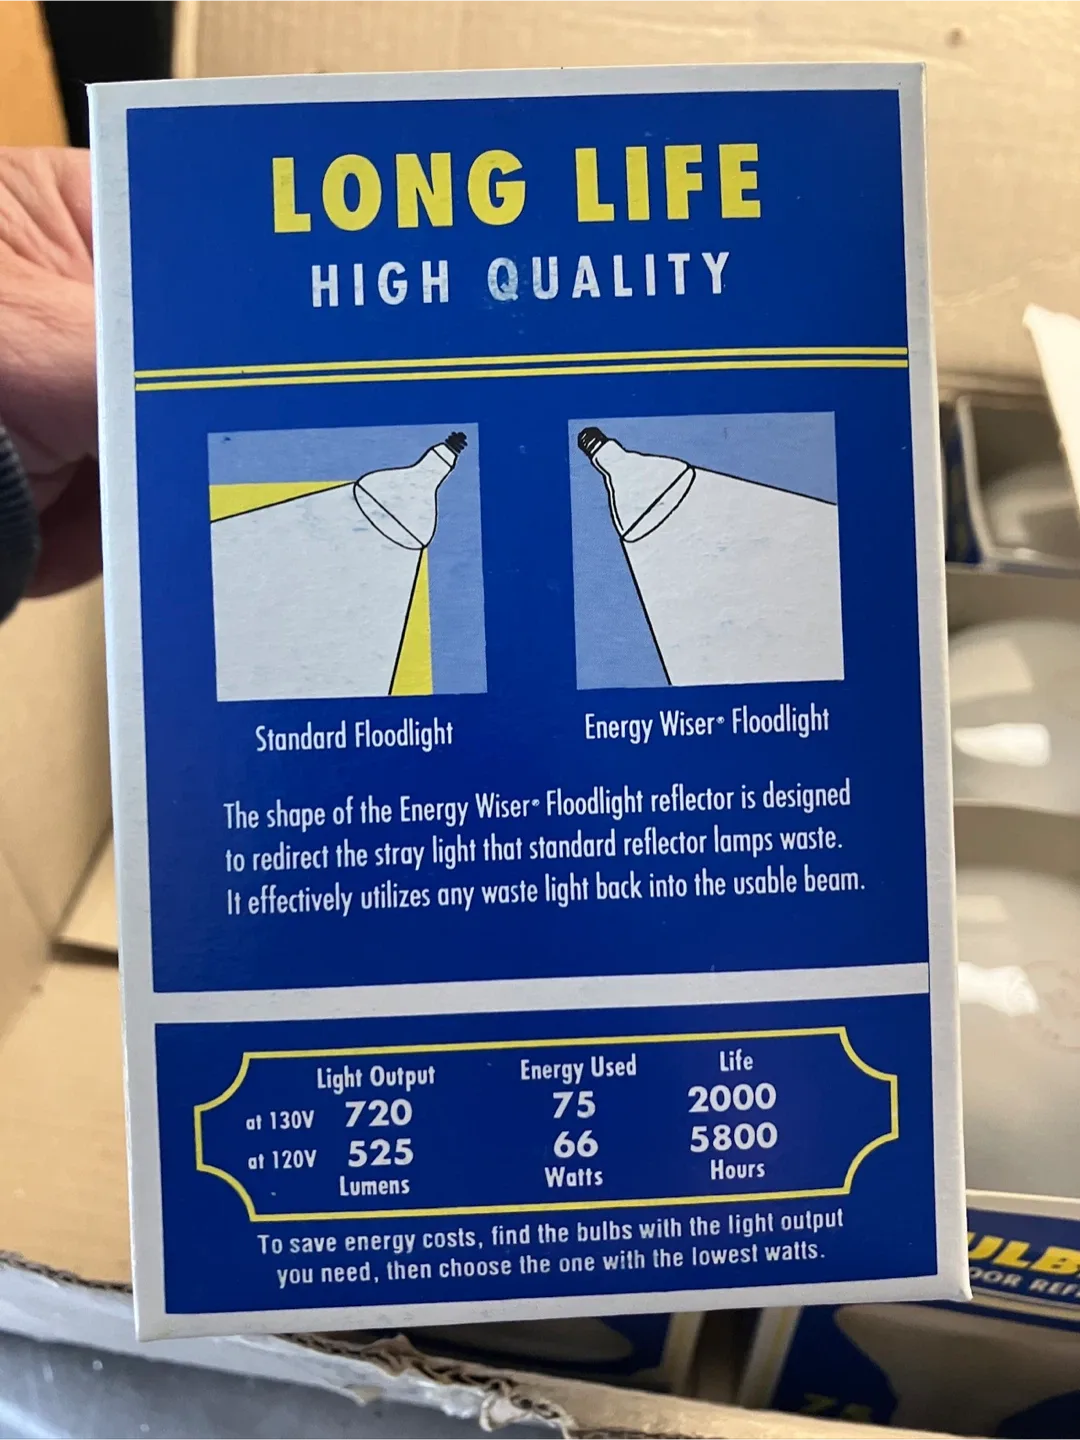 LONG LIFE
HIGH QUALITY
Standard Floodlight
Energy Wiser® Floodlight
The shape of the Energy Wiser® Floodlight reflector is designed
to redirect the stray light that standard reflector lamps waste.
It effectively utilizes any waste light back into the usable beam.
Light Output Energy Used Life
at 130V 720 75 2000
at 120V 525 66 5800
Lumens Watts Hours
To save energy costs, find the bulbs with the light output
you need, then choose the one with the lowest watts.